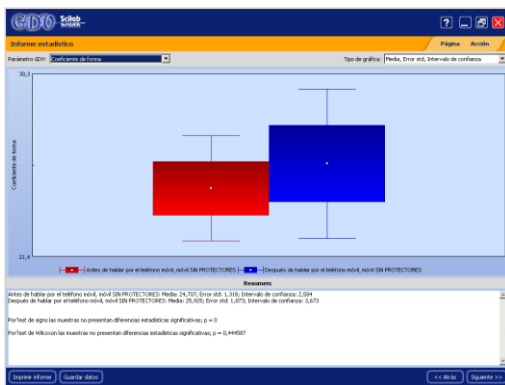 GDV Scilab
Informe estadístico
Página Acción
Parámetro GDV: Coeficiente de forma
Tipo de gráfica: Media, Error std, Intervalo de confianza
30,3
Coeficiente de forma
21,4
Antes de hablar por el teléfono móvil, móvil SIN PROTECTORES
Después de hablar por el teléfono móvil, móvil SIN PROTECTORES
Resumen:
Antes de hablar por el teléfono móvil, móvil SIN PROTECTORES: Media: 24,707; Error std: 1,318; Intervalo de confianza: 2,584
Después de hablar por el teléfono móvil, móvil SIN PROTECTORES: Media: 25,925; Error std: 1,873; Intervalo de confianza: 3,673
PorTest de signo las muestras no presentan diferencias estadísticas significativas; p = 0
PorTest de Wilcoxon las muestras no presentan diferencias estadísticas significativas; p = 0,444587
Imprimir informe Guardar datos << Atrás Siguiente >>